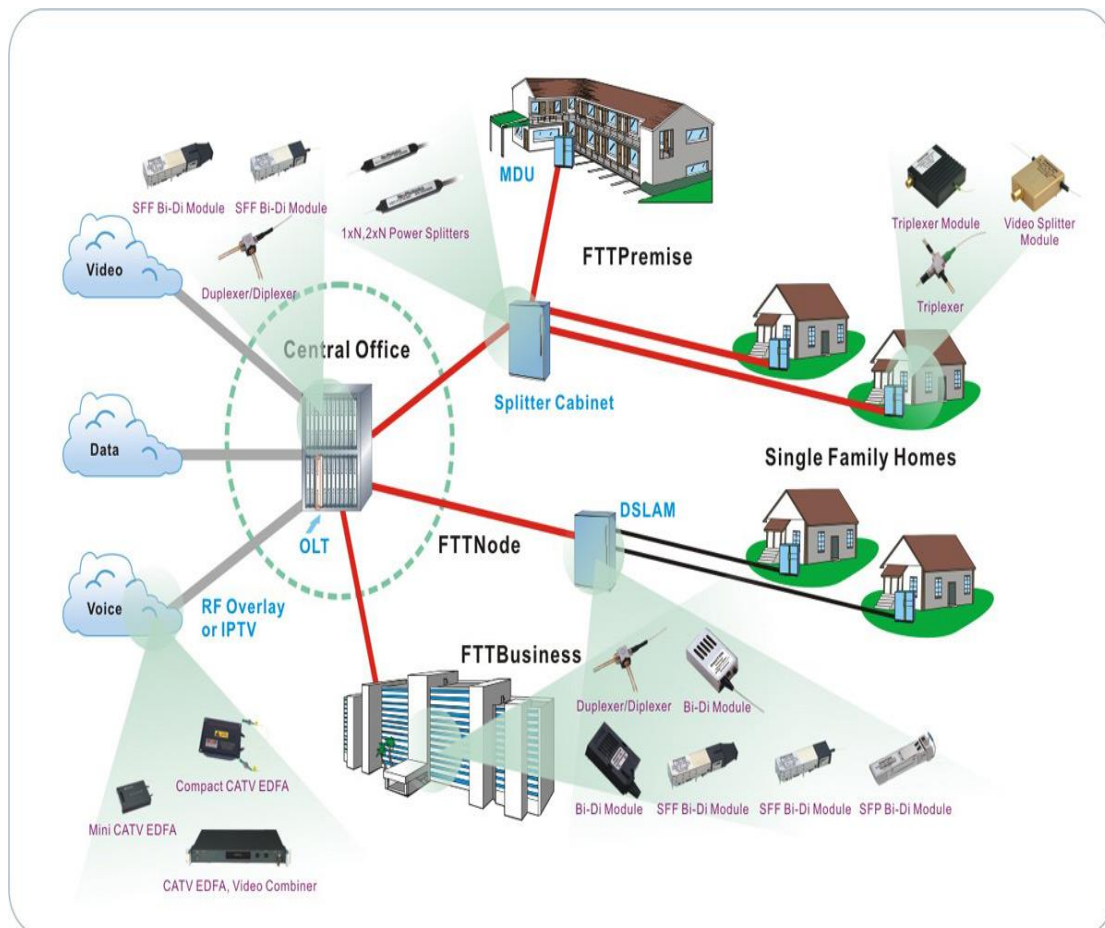 MDU
SFF Bi-Di Module
SFF Bi-Di Module
1xN,2xN Power Splitters
Triplexer Module
Video Splitter
Module
FTTPremise
Video
Duplexer/Diplexer
Triplexer
Central Office
Splitter Cabinet
Data
Single Family Homes
DSLAM
OLT
FTTNode
Voice
RF Overlay
or IPTV
FTTBusiness
Duplexer/Diplexer
Bi-Di Module
Compact CATV EDFA
Bi-Di Module
SFF Bi-Di Module
SFF Bi-Di Module
SFP Bi-Di Module
Mini CATV EDFA
CATV EDFA, Video Combiner